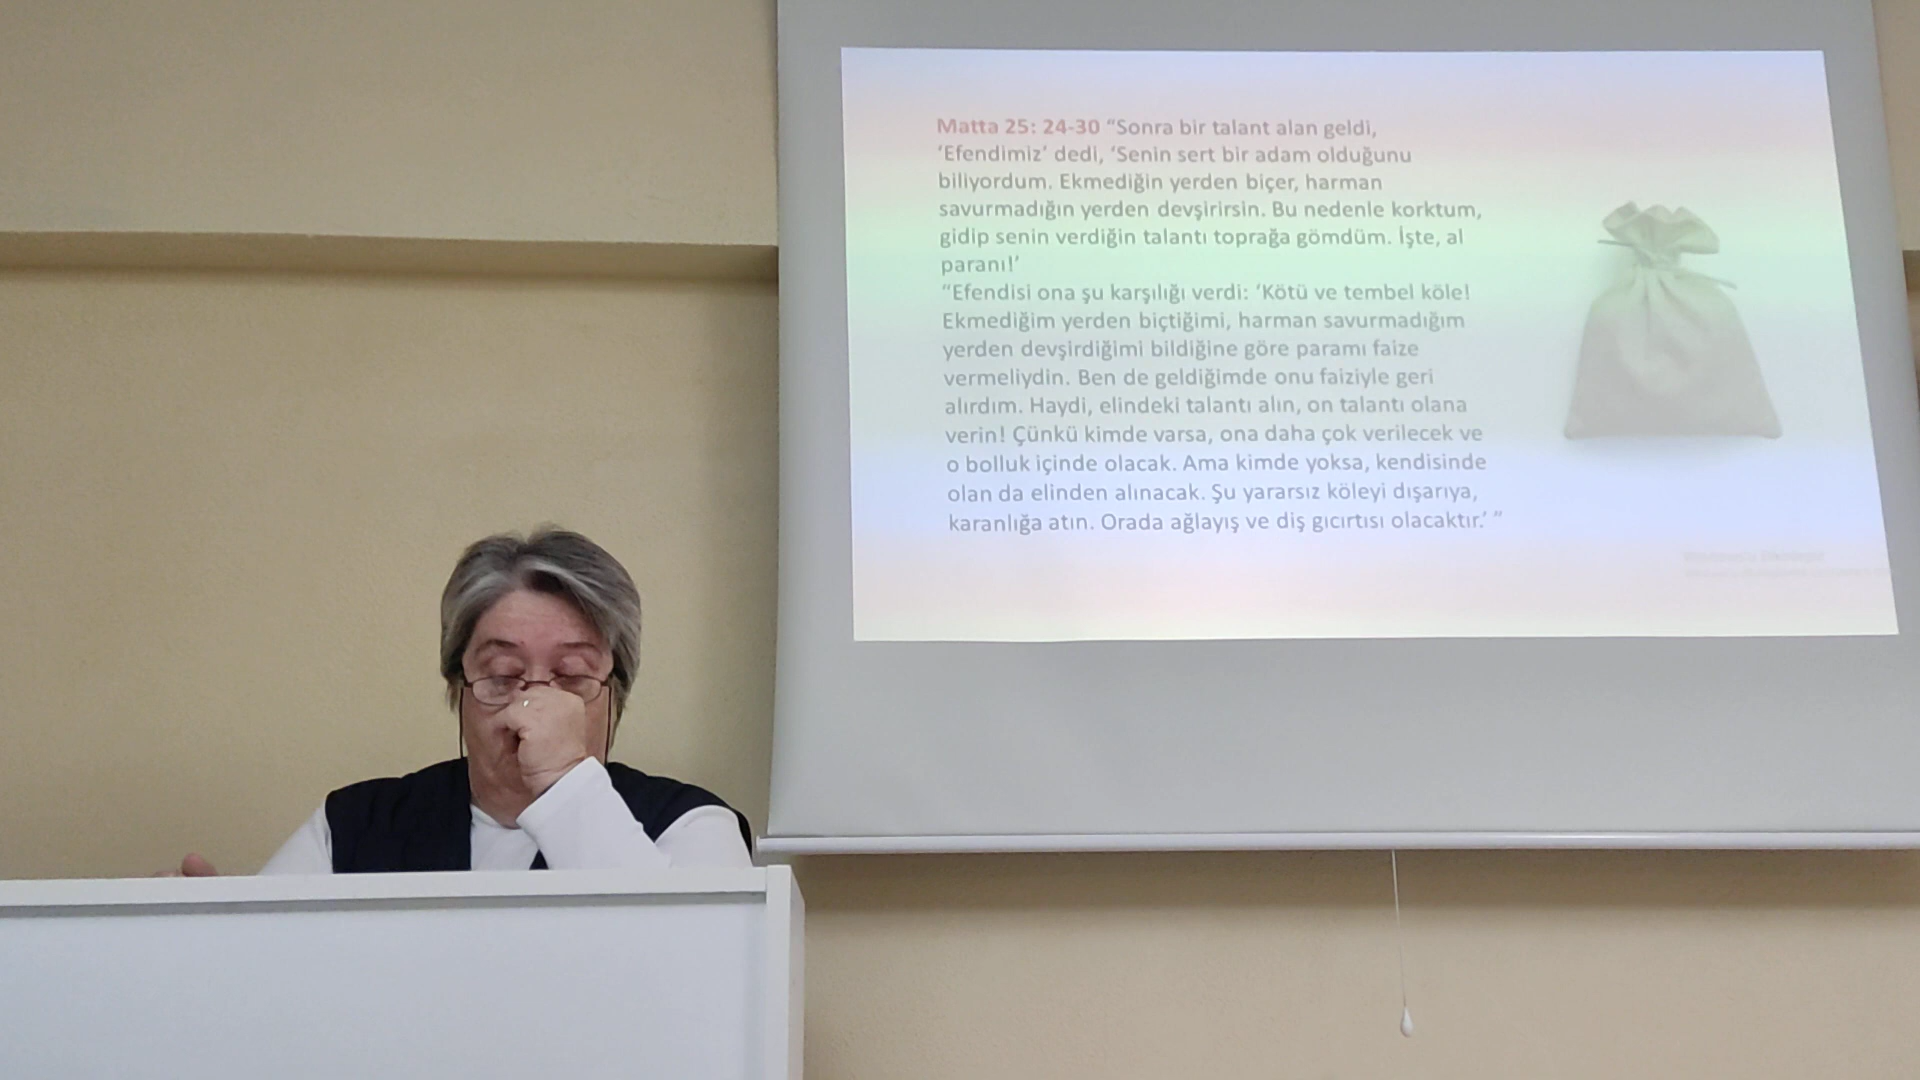 Matta 25: 24-30 “Sonra bir talant alan geldi,
‘Efendimiz’ dedi, ‘Senin sert bir adam olduğunu
biliyordum. Ekmediğin yerden biçer, harman
savurmadığın yerden devşirirsin. Bu nedenle korktum,
gidip senin verdiğin talantı toprağa gömdüm. İşte, al
paranı!’
“Efendisi ona şu karşılığı verdi: ‘Kötü ve tembel köle!
Ekmediğim yerden biçtiğimi, harman savurmadığım
yerden devşirdiğimi bildiğine göre paramı faize
vermeliydin. Ben de geldiğimde onu faiziyle geri
alırdım. Haydi, elindeki talantı alın, on talantı olana
verin! Çünkü kimde varsa, ona daha çok verilecek ve
o bolluk içinde olacak. Ama kimde yoksa, kendisinde
olan da elinden alınacak. Şu yararsız köleyi dışarıya,
karanlığa atın. Orada ağlayış ve diş gıcırtısı olacaktır.’ ”